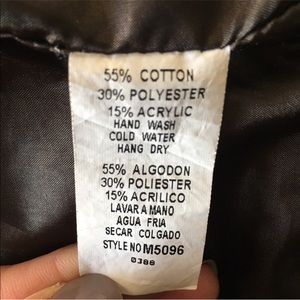 55% COTTON
30% POLYESTER
15% ACRYLIC
HAND WASH
COLD WATER
HANG DRY
55% ALGODON
30% POLIESTER
15% ACRILICO
LAVAR A MANO
AGUA FRIA
SECAR COLGADO
STYLE NO M5096
0388